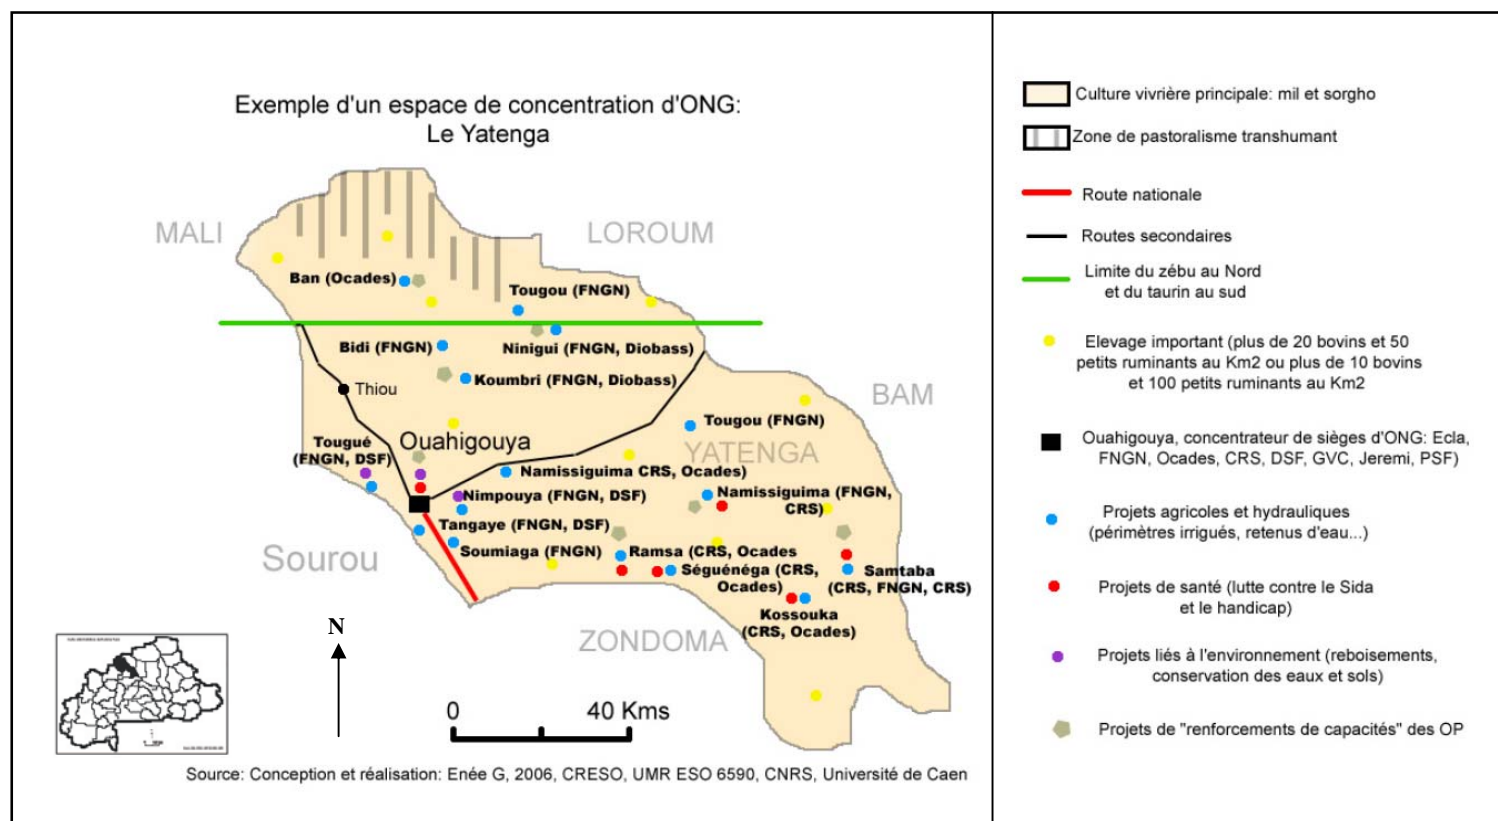 Exemple d'un espace de concentration d'ONG:
Le Yatenga
MALI
LOROUM
Ban (Ocades)
Tougou (FNGN)
Bidi (FNGN)
Ninigui (FNGN, Diobass)
Koumbri (FNGN, Diobass)
Thiou
BAM
Tougou (FNGN)
Tougué
(FNGN, DSF)
Ouahigouya
YATENGA
Namissiguima CRS, Ocades)
Nimpouya (FNGN, DSF)
Namissiguima (FNGN,
CRS)
Tangaye (FNGN, DSF)
Soumiaga (FNGN)
Ramsa (CRS, Ocades
Sourou
Séguénéga (CRS,
Ocades)
Samtaba
(CRS, FNGN, CRS)
Kossouka
(CRS, Ocades)
ZONDOMA
N
0 40 Kms
Source: Conception et réalisation: Enée G, 2006, CRESO, UMR ESO 6590, CNRS, Université de Caen
Culture vivrière principale: mil et sorgho
Zone de pastoralisme transhumant
Route nationale
Routes secondaires
Limite du zébu au Nord
et du taurin au sud
Elevage important (plus de 20 bovins et 50
petits ruminants au Km2 ou plus de 10 bovins
et 100 petits ruminants au Km2
Ouahigouya, concentrateur de sièges d'ONG: Ecla,
FNGN, Ocades, CRS, DSF, GVC, Jeremi, PSF)
Projets agricoles et hydrauliques
(périmètres irrigués, retenus d'eau...)
Projets de santé (lutte contre le Sida
et le handicap)
Projets liés à l'environnement (reboisements,
conservation des eaux et sols)
Projets de "renforcements de capacités" des OP